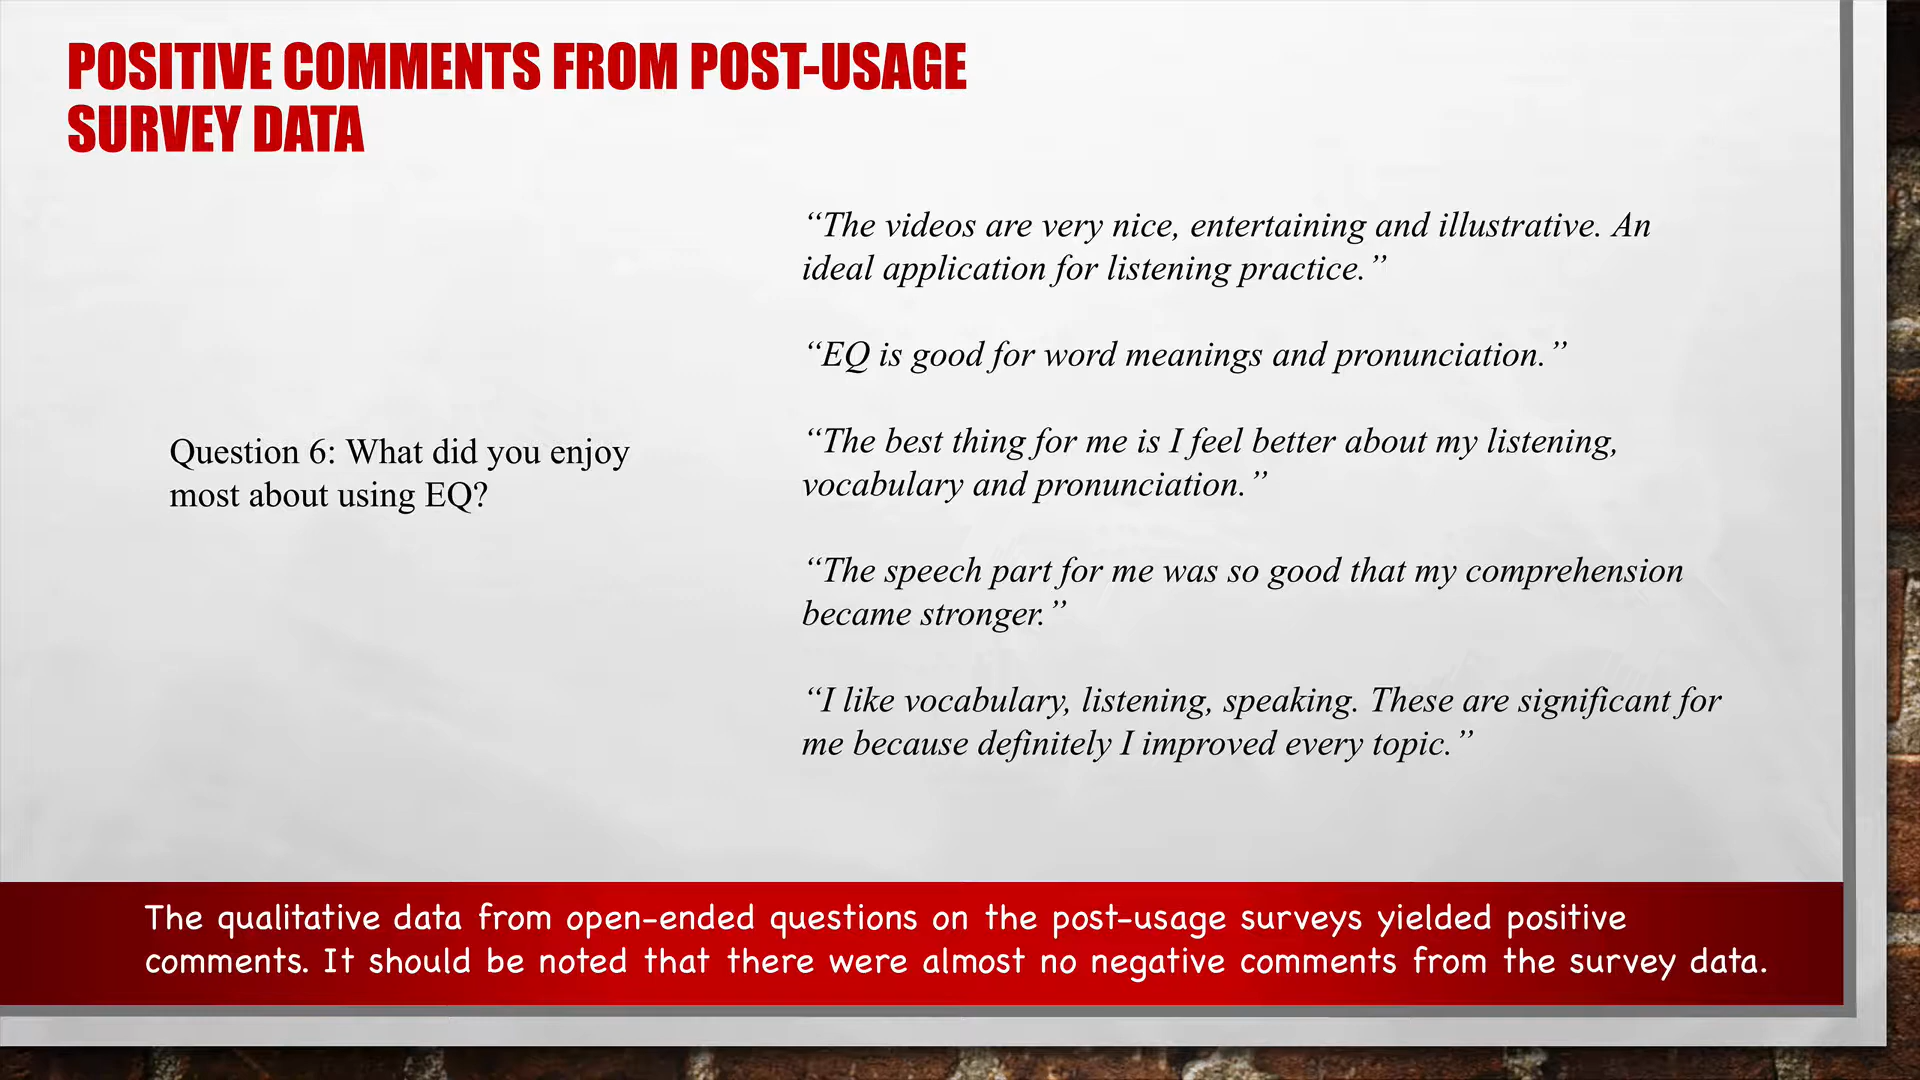 POSITIVE COMMENTS FROM POST-USAGE
SURVEY DATA
Question 6: What did you enjoy
most about using EQ?
“The videos are very nice, entertaining and illustrative. An
ideal application for listening practice.”
“EQ is good for word meanings and pronunciation.”
“The best thing for me is I feel better about my listening,
vocabulary and pronunciation.”
“The speech part for me was so good that my comprehension
became stronger.”
“I like vocabulary, listening, speaking. These are significant for
me because definitely I improved every topic.”
The qualitative data from open-ended questions on the post-usage surveys yielded positive
comments. It should be noted that there were almost no negative comments from the survey data.